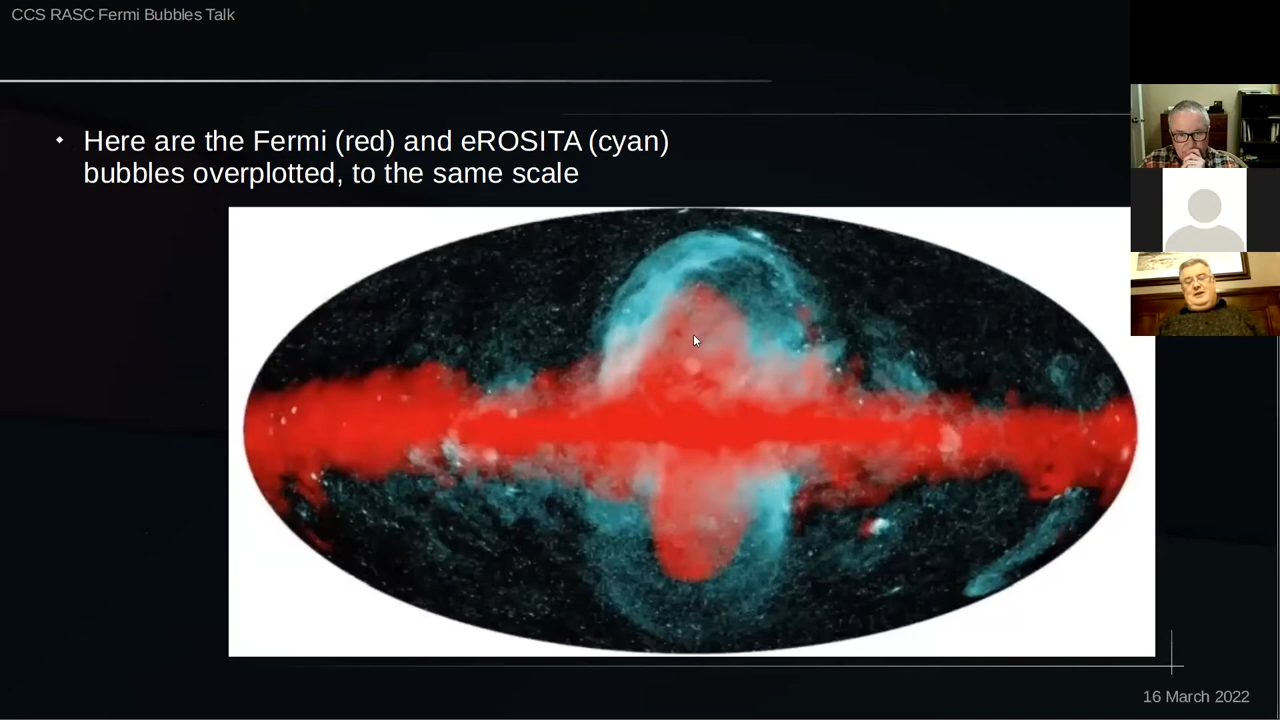 CCS RASC Fermi Bubbles Talk
Here are the Fermi (red) and eROSITA (cyan)
bubbles overplotted, to the same scale
16 March 2022